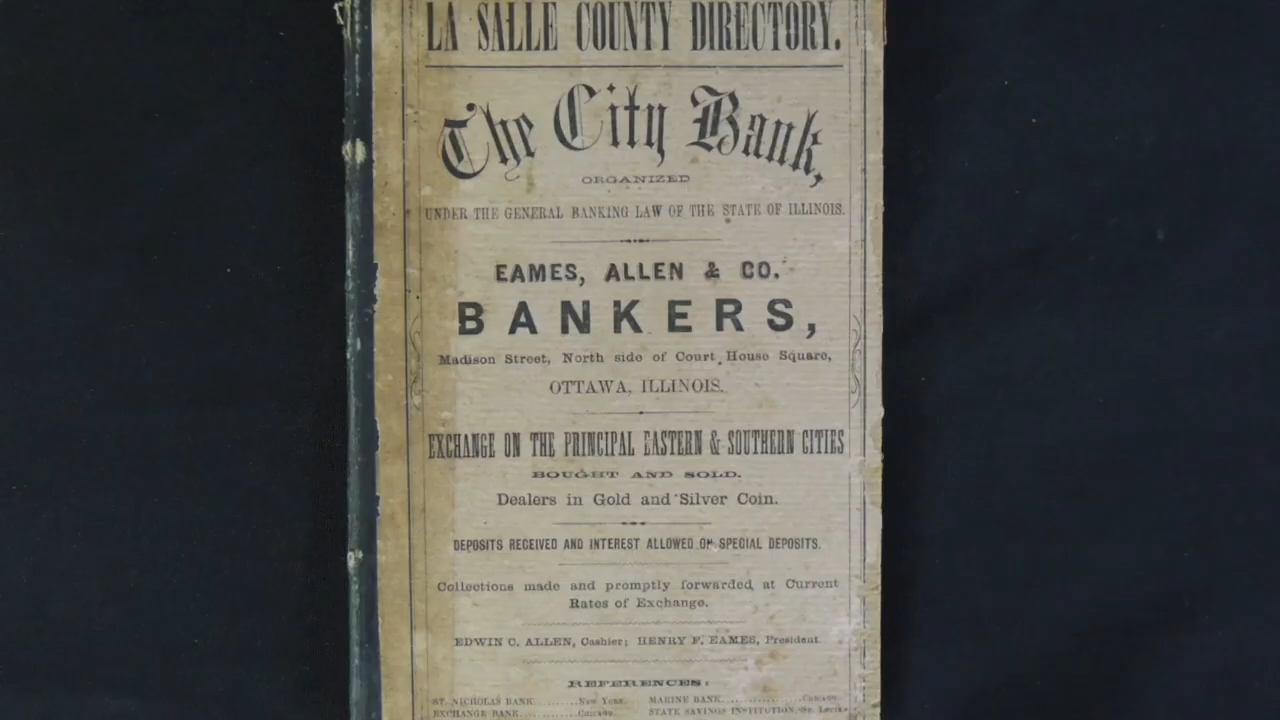 LA SALLE COUNTY DIRECTORY.
The City Bank,
ORGANIZED
UNDER THE GENERAL BANKING LAW OF THE STATE OF ILLINOIS.
EAMES, ALLEN & CO.
BANKERS,
Madison Street, North side of Court House Square,
OTTAWA, ILLINOIS.
EXCHANGE ON THE PRINCIPAL EASTERN & SOUTHERN CITIES
BOUGHT AND SOLD.
Dealers in Gold and Silver Coin.
DEPOSITS RECEIVED AND INTEREST ALLOWED ON SPECIAL DEPOSITS.
Collections made and promptly forwarded at Current
Rates of Exchange.
EDWIN C. ALLEN, Cashier; HENRY F. EAMES, President.
REFERENCES:
ST. NICHOLAS BANK.........New York. MARINE BANK...............Chicago.
EXCHANGE BANK............Chicago. STATE SAVINGS INSTITUTION, St. Louis